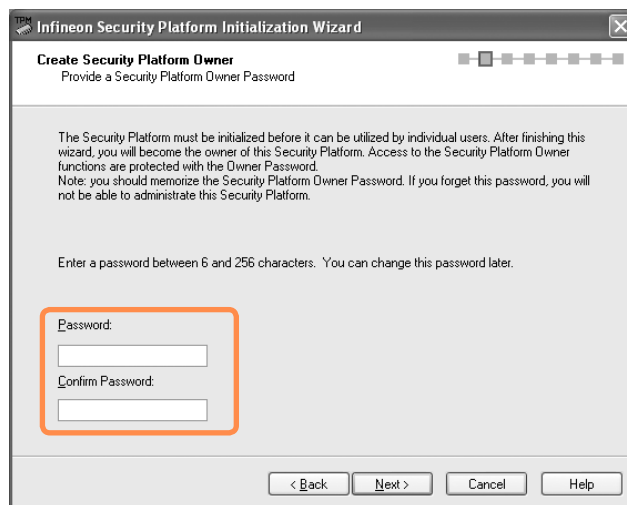 TPM
Infineon Security Platform Initialization Wizard
Create Security Platform Owner
Provide a Security Platform Owner Password
The Security Platform must be initialized before it can be utilized by individual users. After finishing this
wizard, you will become the owner of this Security Platform. Access to the Security Platform Owner
functions are protected with the Owner Password.
Note: you should memorize the Security Platform Owner Password. If you forget this password, you will
not be able to administrate this Security Platform.
Enter a password between 6 and 256 characters. You can change this password later.
Password:
Confirm Password:
< Back
Next >
Cancel
Help